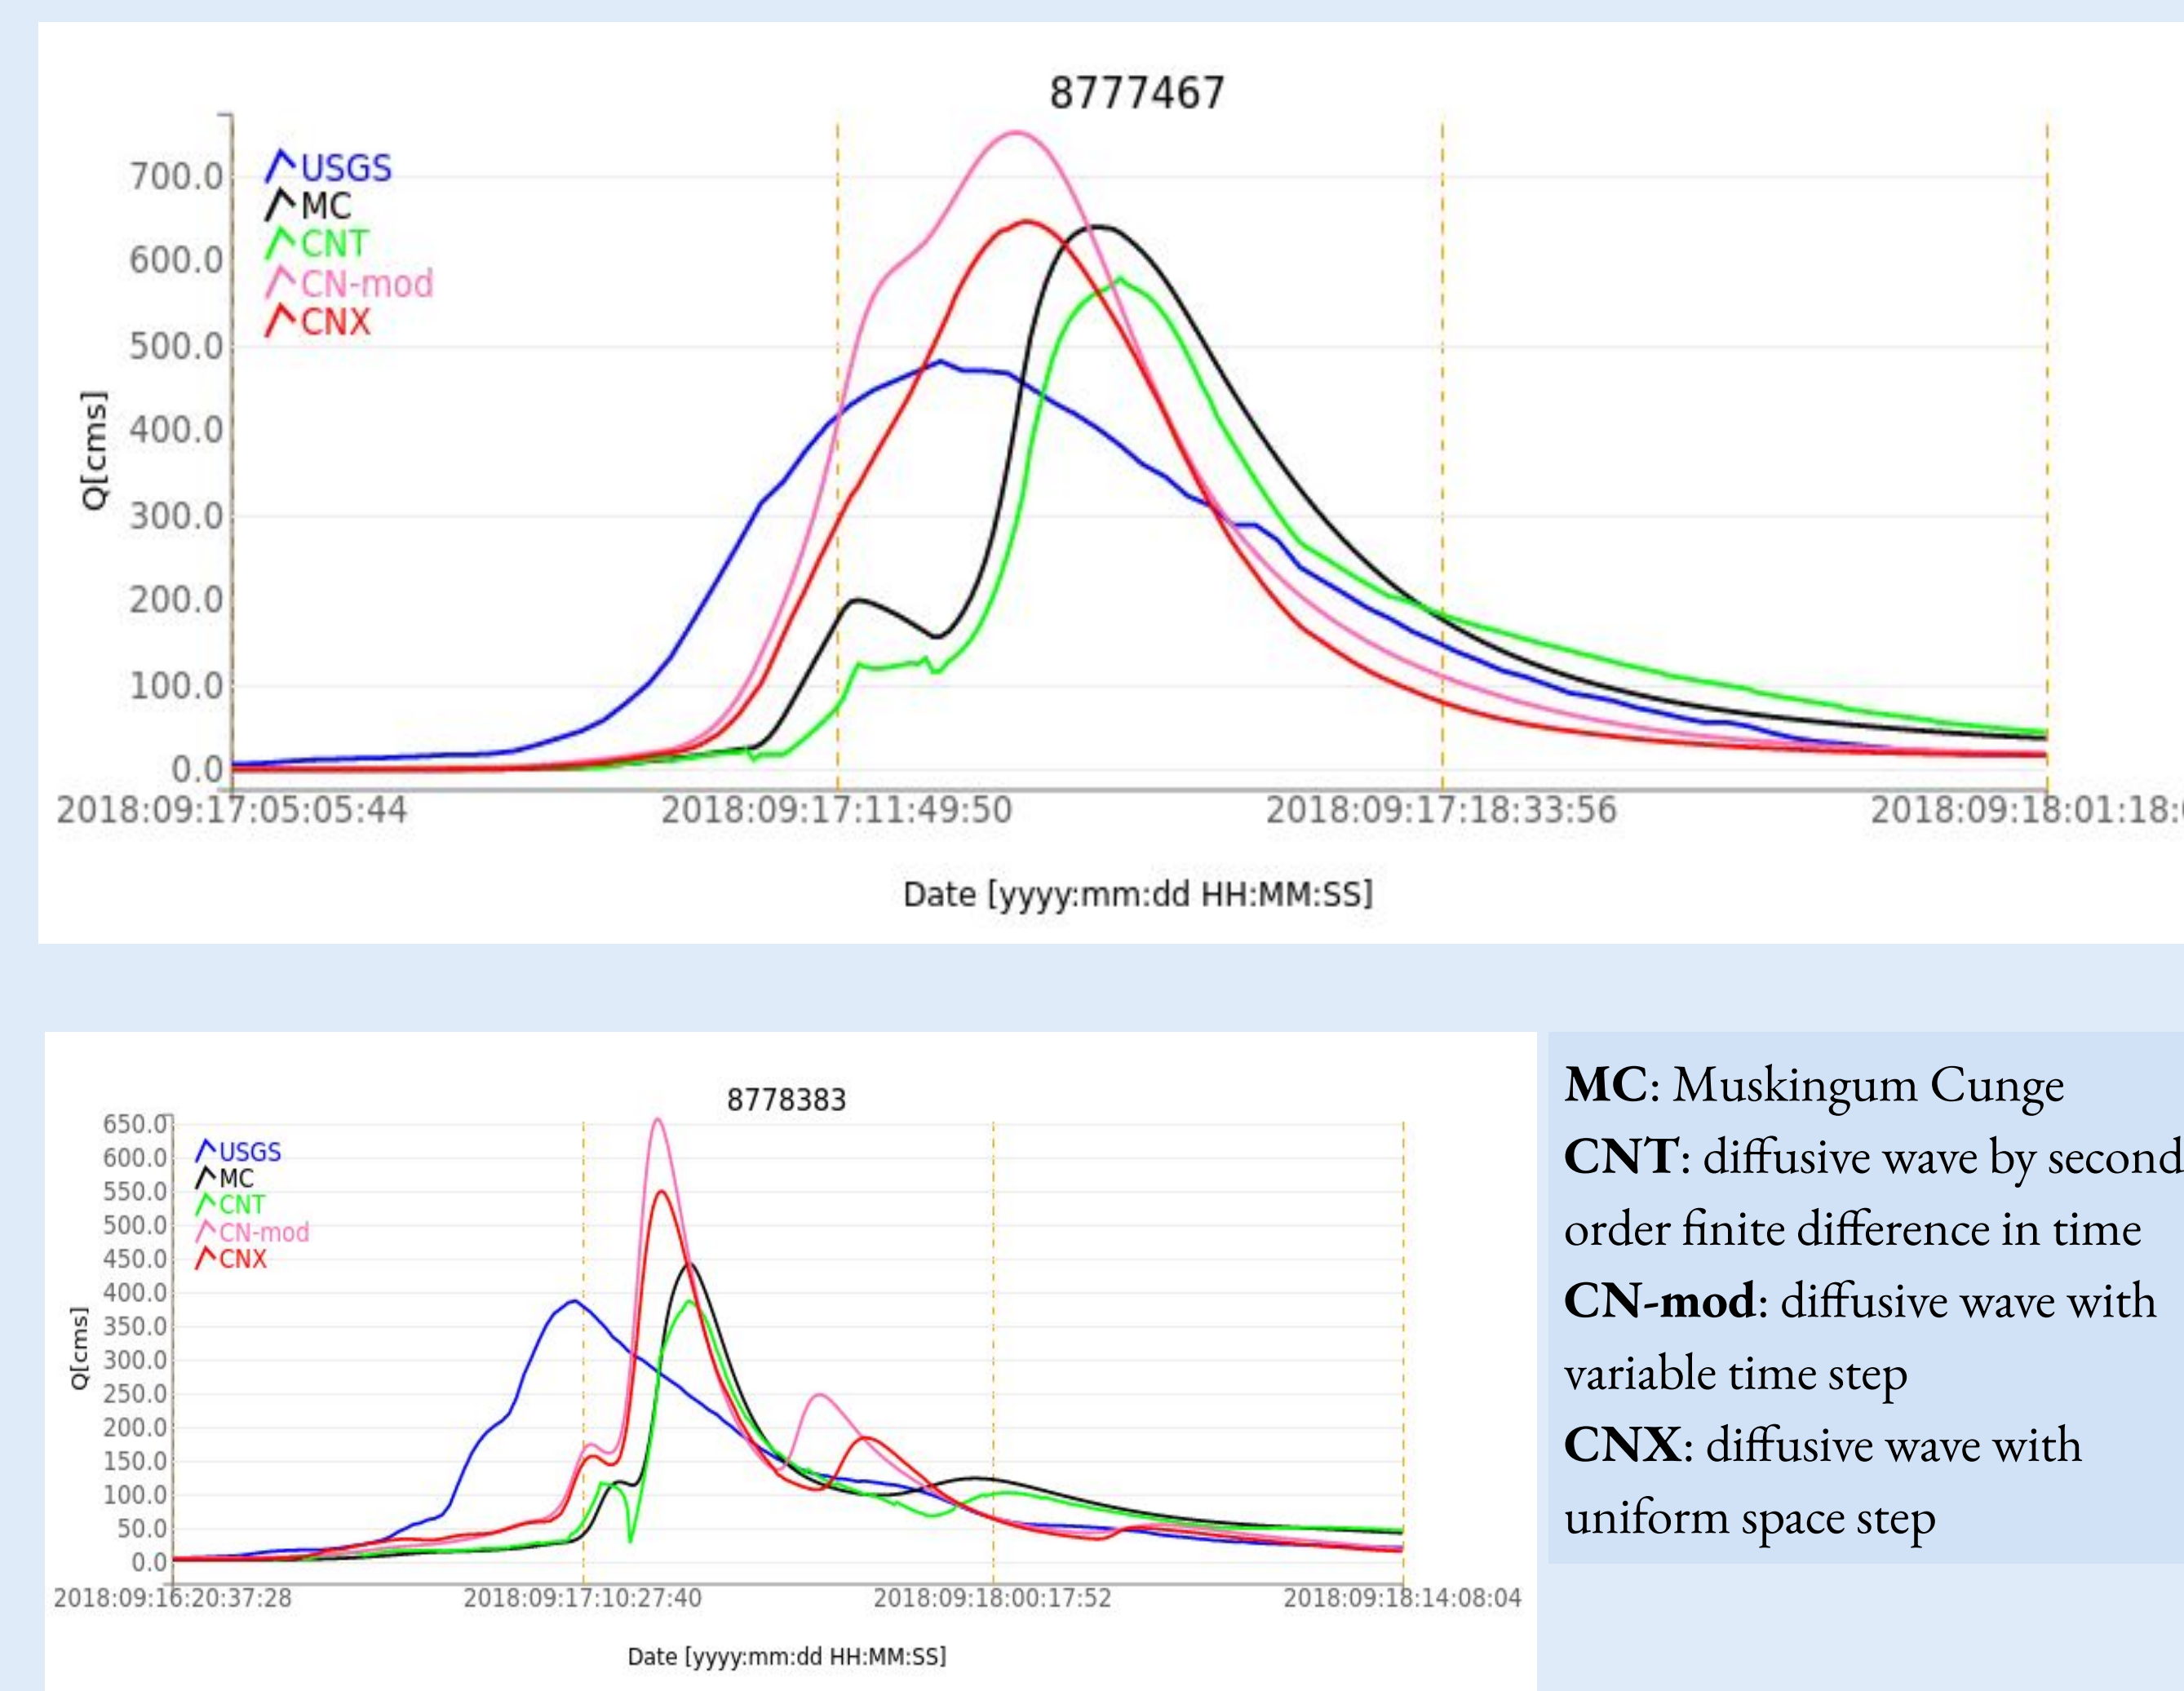 8777467
USGS
MC
CNT
CN-mod
CNX
700.0
600.0
500.0
400.0
300.0
200.0
100.0
0.0
Q[cms]
2018:09:17:05:05:44 2018:09:17:11:49:50 2018:09:17:18:33:56 2018:09:18:01:18:
Date [yyyy:mm:dd HH:MM:SS]
8778383
USGS
MC
CNT
CN-mod
CNX
650.0
600.0
550.0
500.0
450.0
400.0
350.0
300.0
250.0
200.0
150.0
100.0
50.0
0.0
Q[cms]
2018:09:16:20:37:28 2018:09:17:10:27:40 2018:09:18:00:17:52 2018:09:18:14:08:04
Date [yyyy:mm:dd HH:MM:SS]
MC: Muskingum Cunge
CNT: diffusive wave by second
order finite difference in time
CN-mod: diffusive wave with
variable time step
CNX: diffusive wave with
uniform space step